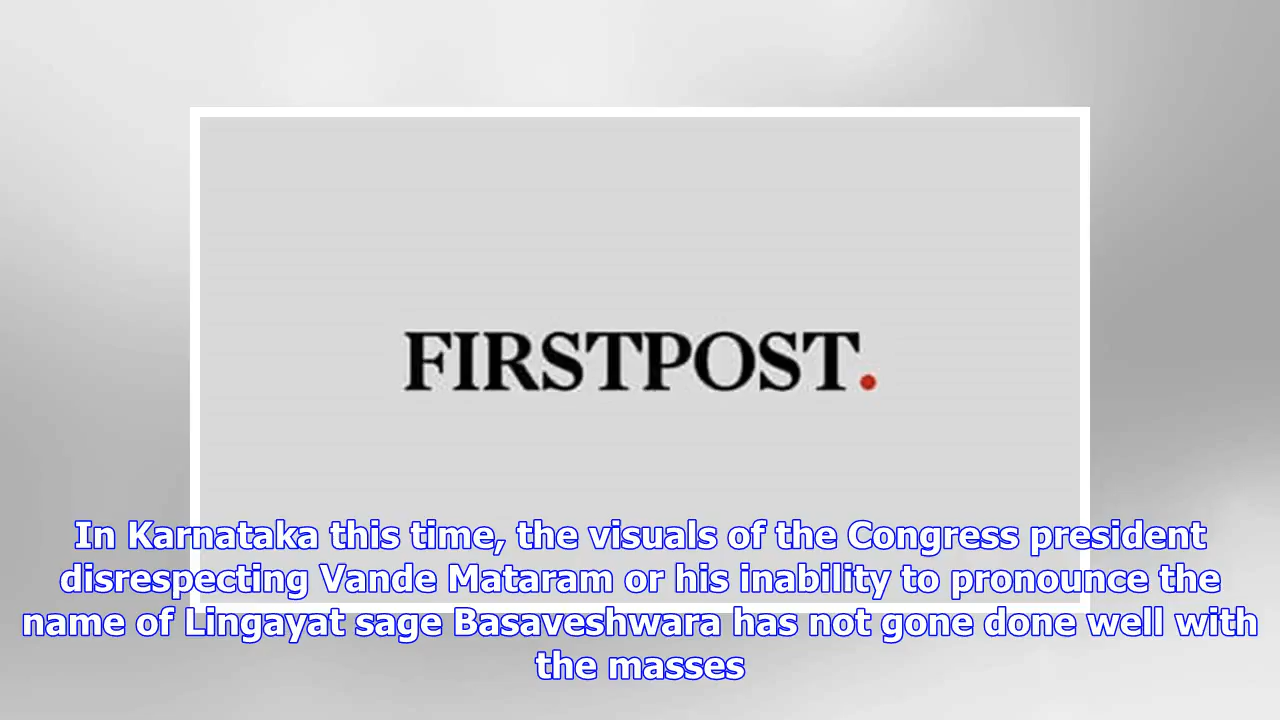 FIRSTPOST.
In Karnataka this time, the visuals of the Congress president
disrespecting Vande Mataram or his inability to pronounce the
name of Lingayat sage Basaveshwara has not gone done well with
the masses